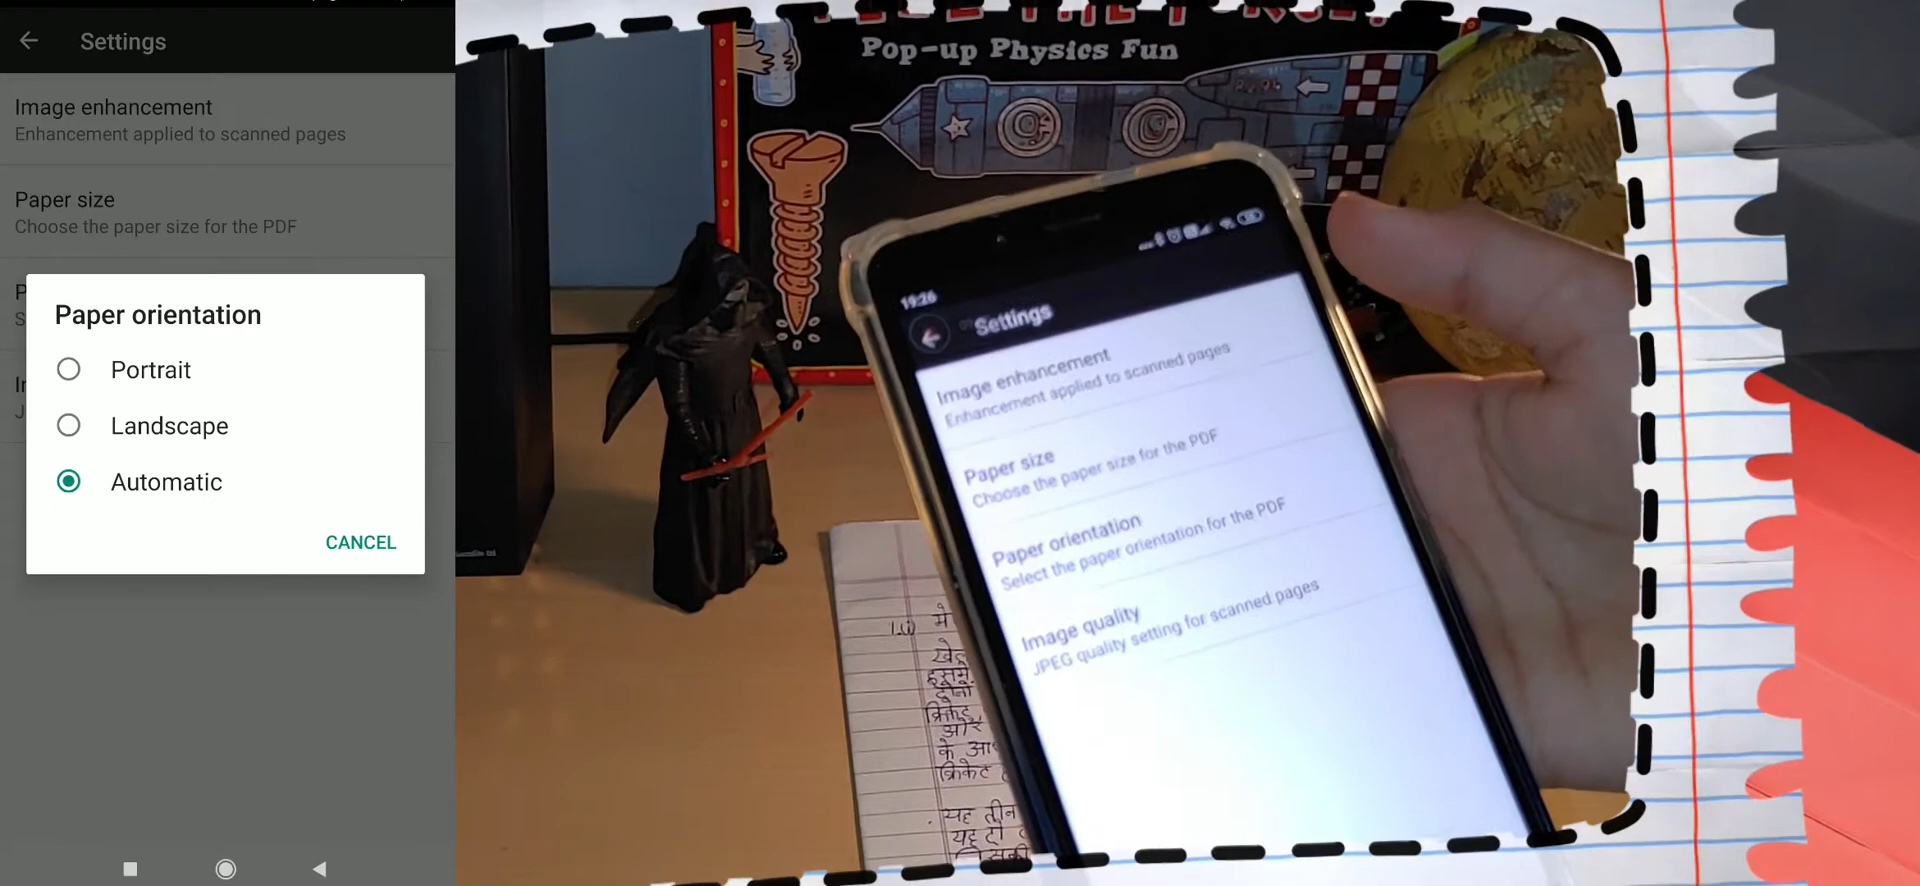 Settings
Image enhancement
Enhancement applied to scanned pages
Paper size
Choose the paper size for the PDF
Paper orientation
Portrait
Landscape
Automatic
CANCEL
Pop-up Physics Fun
19:26
Settings
Image enhancement
Enhancement applied to scanned pages
Paper size
Choose the paper size for the PDF
Paper orientation
Select the paper orientation for the PDF
Image quality
JPEG quality setting for scanned pages
मे
इसमें
दोनों
क्रिकेट
और
के
क्रिकेट
यह तीन